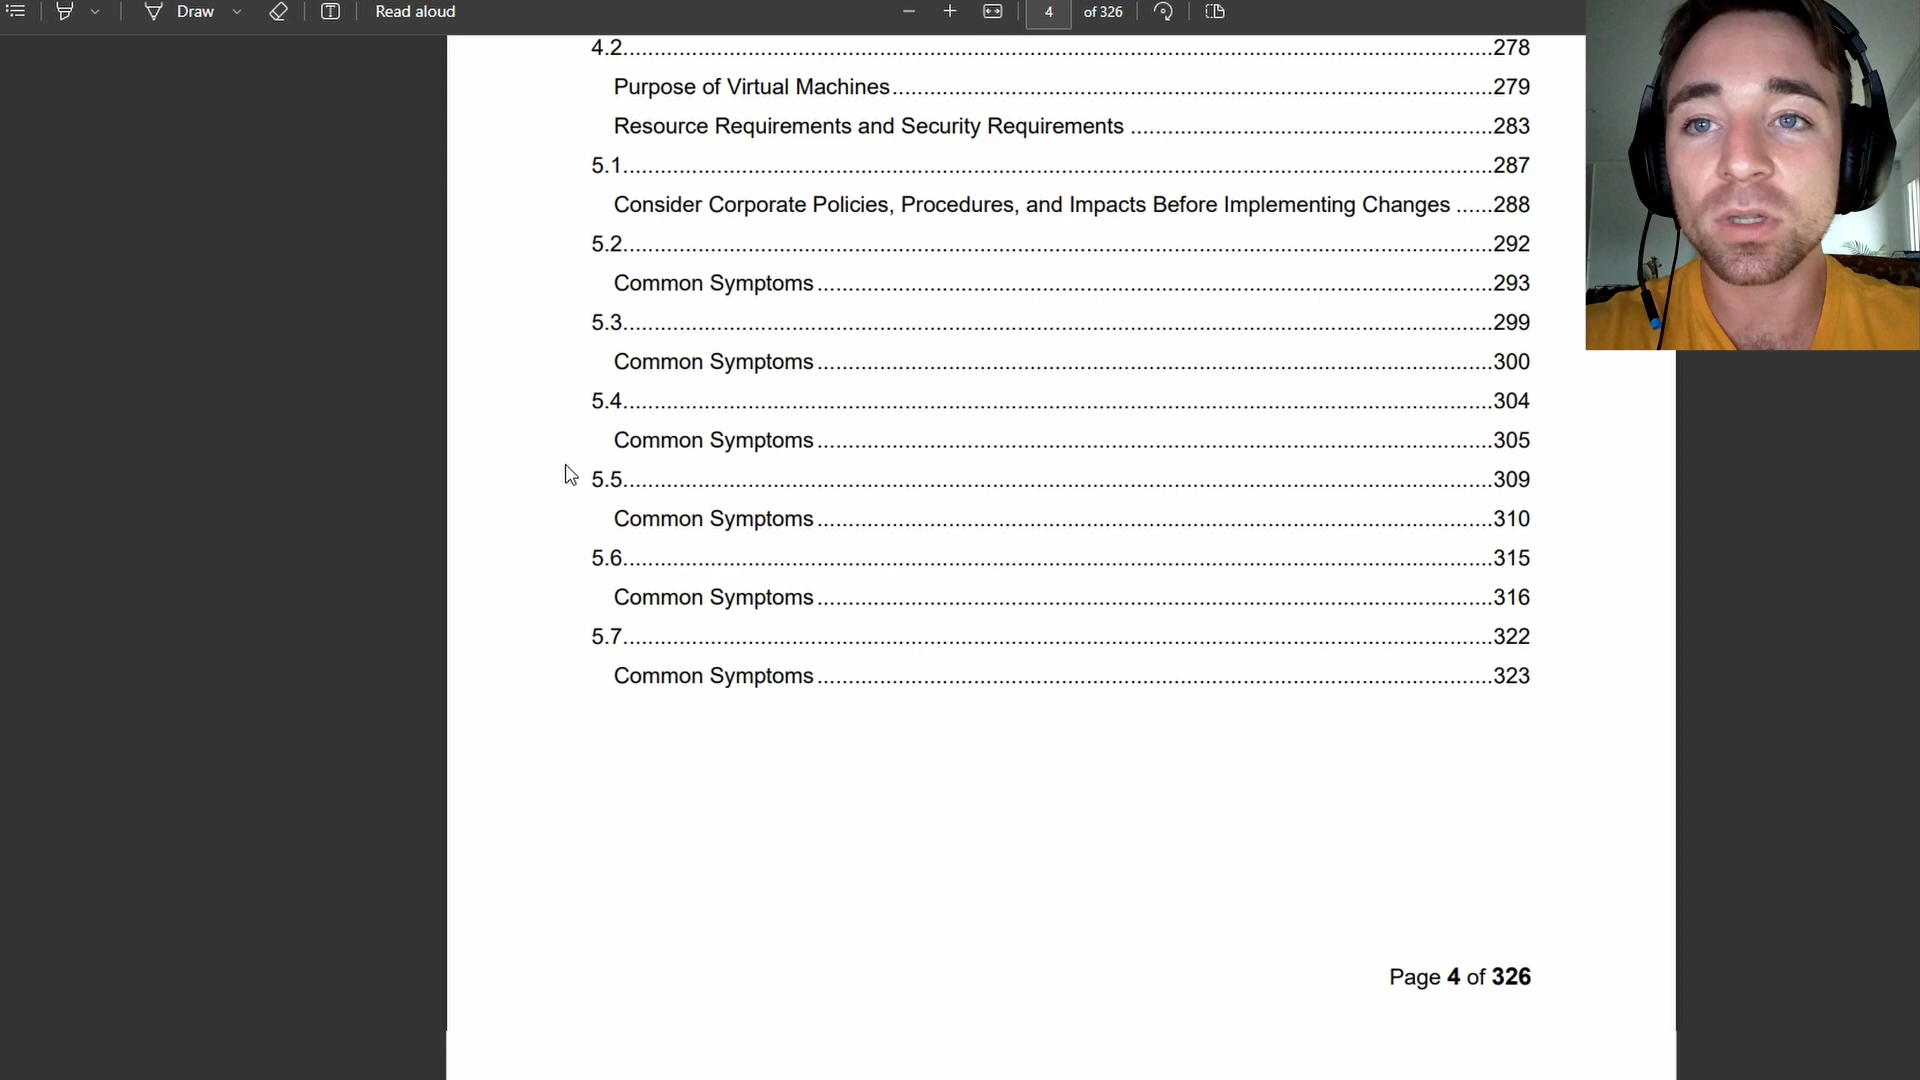 Draw
Read aloud
4 of 326
4.2........................................................................................................................278
Purpose of Virtual Machines........................................................................................279
Resource Requirements and Security Requirements ....................................................283
5.1........................................................................................................................287
Consider Corporate Policies, Procedures, and Impacts Before Implementing Changes ......288
5.2........................................................................................................................292
Common Symptoms....................................................................................................293
5.3........................................................................................................................299
Common Symptoms....................................................................................................300
5.4........................................................................................................................304
Common Symptoms....................................................................................................305
5.5........................................................................................................................309
Common Symptoms....................................................................................................310
5.6........................................................................................................................315
Common Symptoms....................................................................................................316
5.7........................................................................................................................322
Common Symptoms....................................................................................................323
Page 4 of 326